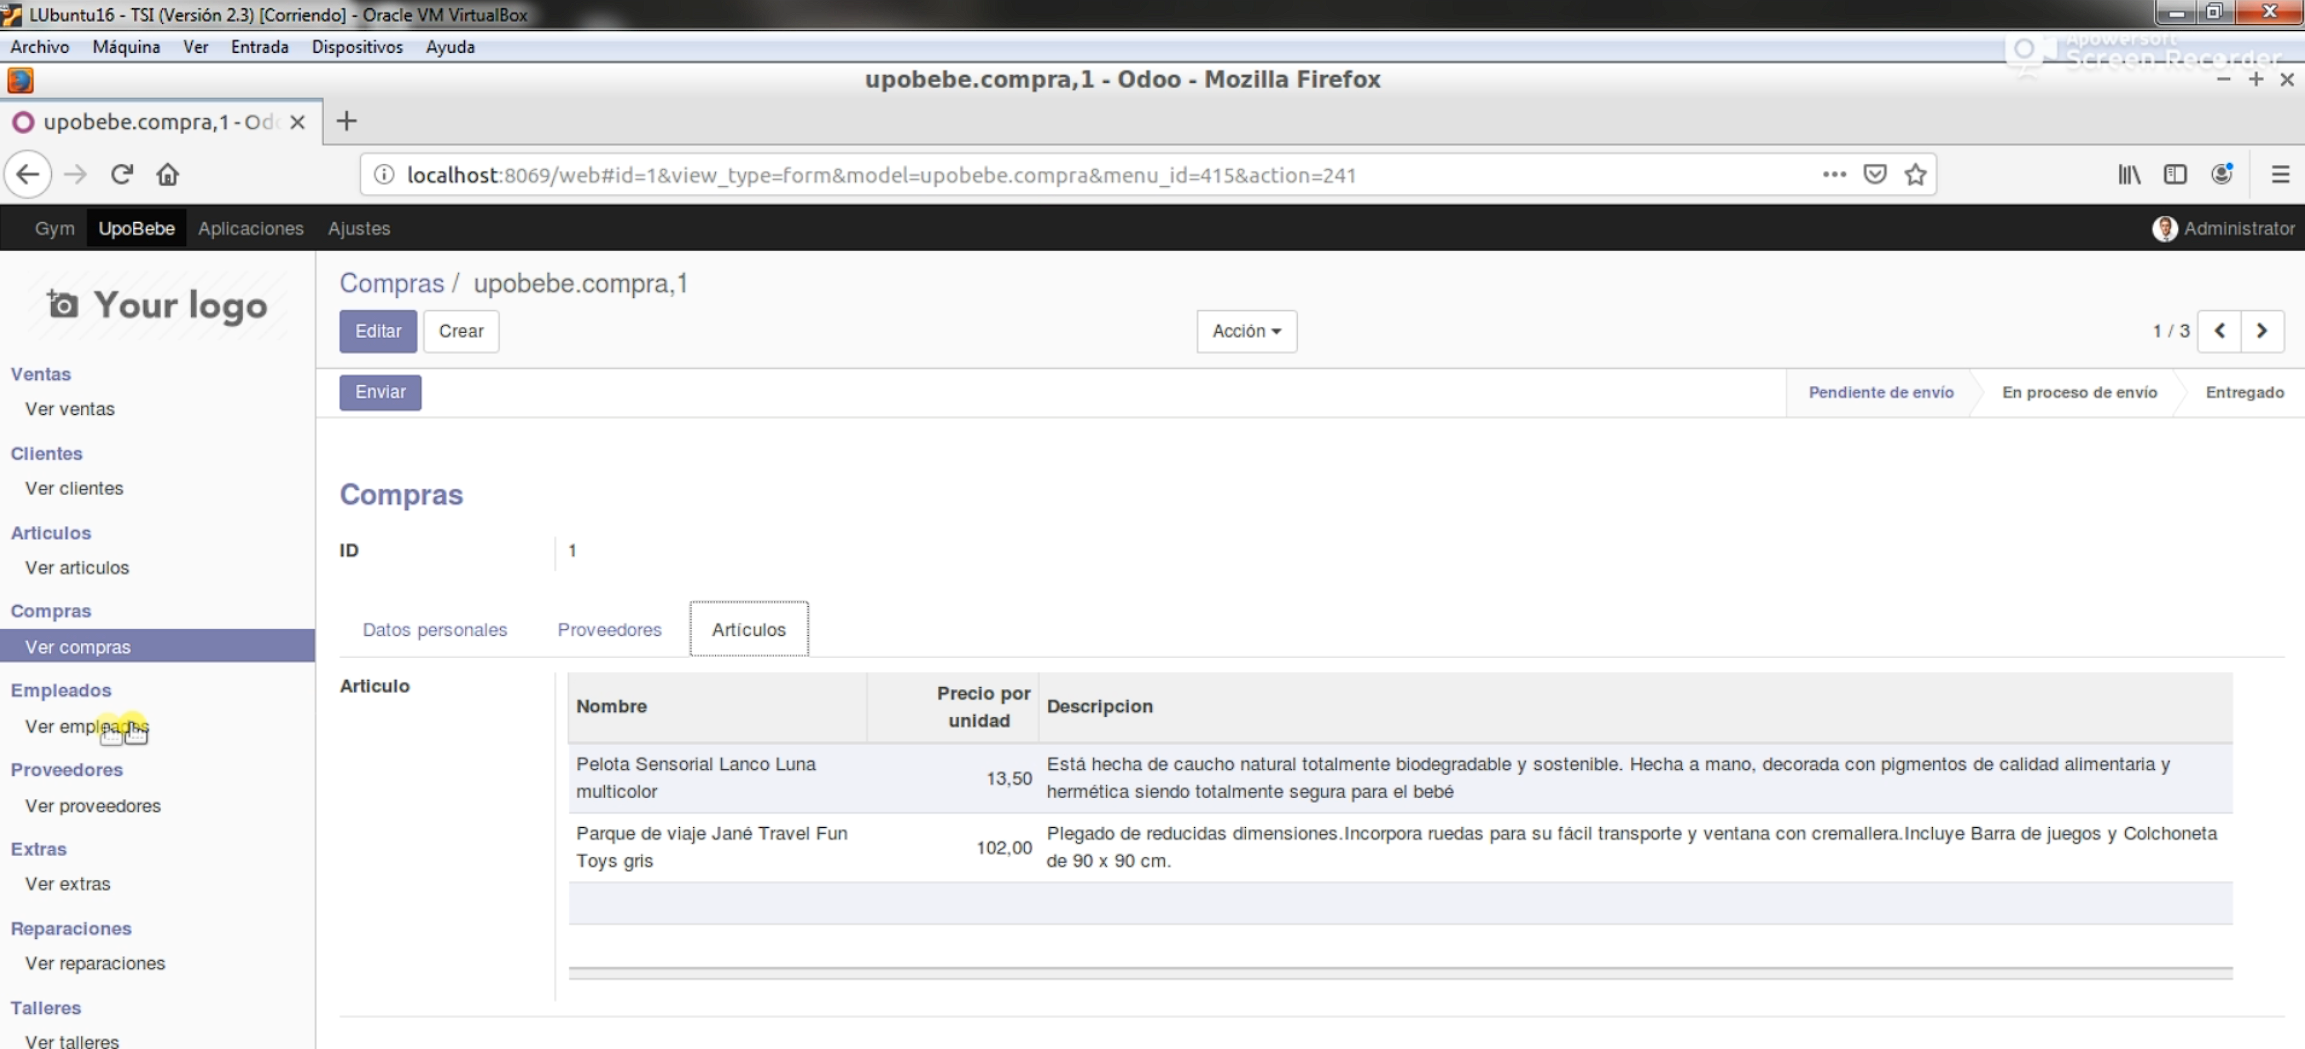 LUbuntu16 - TSI (Versión 2.3) [Corriendo] - Oracle VM VirtualBox
Archivo Máquina Ver Entrada Dispositivos Ayuda
Apowersoft
Screen Recorder
upobebe.compra,1 - Odoo - Mozilla Firefox
upobebe.compra,1 - Od
localhost:8069/web#id=1&view_type=form&model=upobebe.compra&menu_id=415&action=241
Gym UpoBebe Aplicaciones Ajustes Administrator
Your logo
Compras / upobebe.compra,1
Editar Crear Acción 1 / 3
Enviar Pendiente de envío En proceso de envío Entregado
Ventas
Ver ventas
Clientes
Ver clientes
Articulos
Ver articulos
Compras
Ver compras
Empleados
Ver empleados
Proveedores
Ver proveedores
Extras
Ver extras
Reparaciones
Ver reparaciones
Talleres
Ver talleres
Compras
ID 1
Datos personales Proveedores Artículos
Articulo
Nombre Precio por unidad Descripcion
Pelota Sensorial Lanco Luna multicolor 13,50 Está hecha de caucho natural totalmente biodegradable y sostenible. Hecha a mano, decorada con pigmentos de calidad alimentaria y
hermética siendo totalmente segura para el bebé
Parque de viaje Jané Travel Fun Toys gris 102,00 Plegado de reducidas dimensiones.Incorpora ruedas para su fácil transporte y ventana con cremallera.Incluye Barra de juegos y Colchoneta
de 90 x 90 cm.